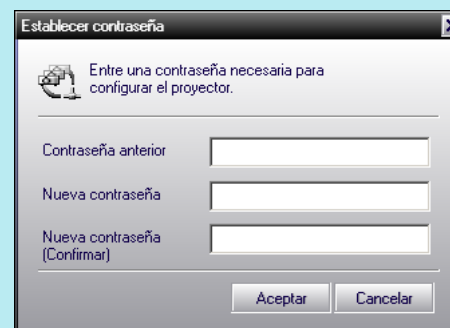 Establecer contraseña
Entre una contraseña necesaria para
configurar el proyector.
Contraseña anterior
Nueva contraseña
Nueva contraseña
(Confirmar)
Aceptar Cancelar